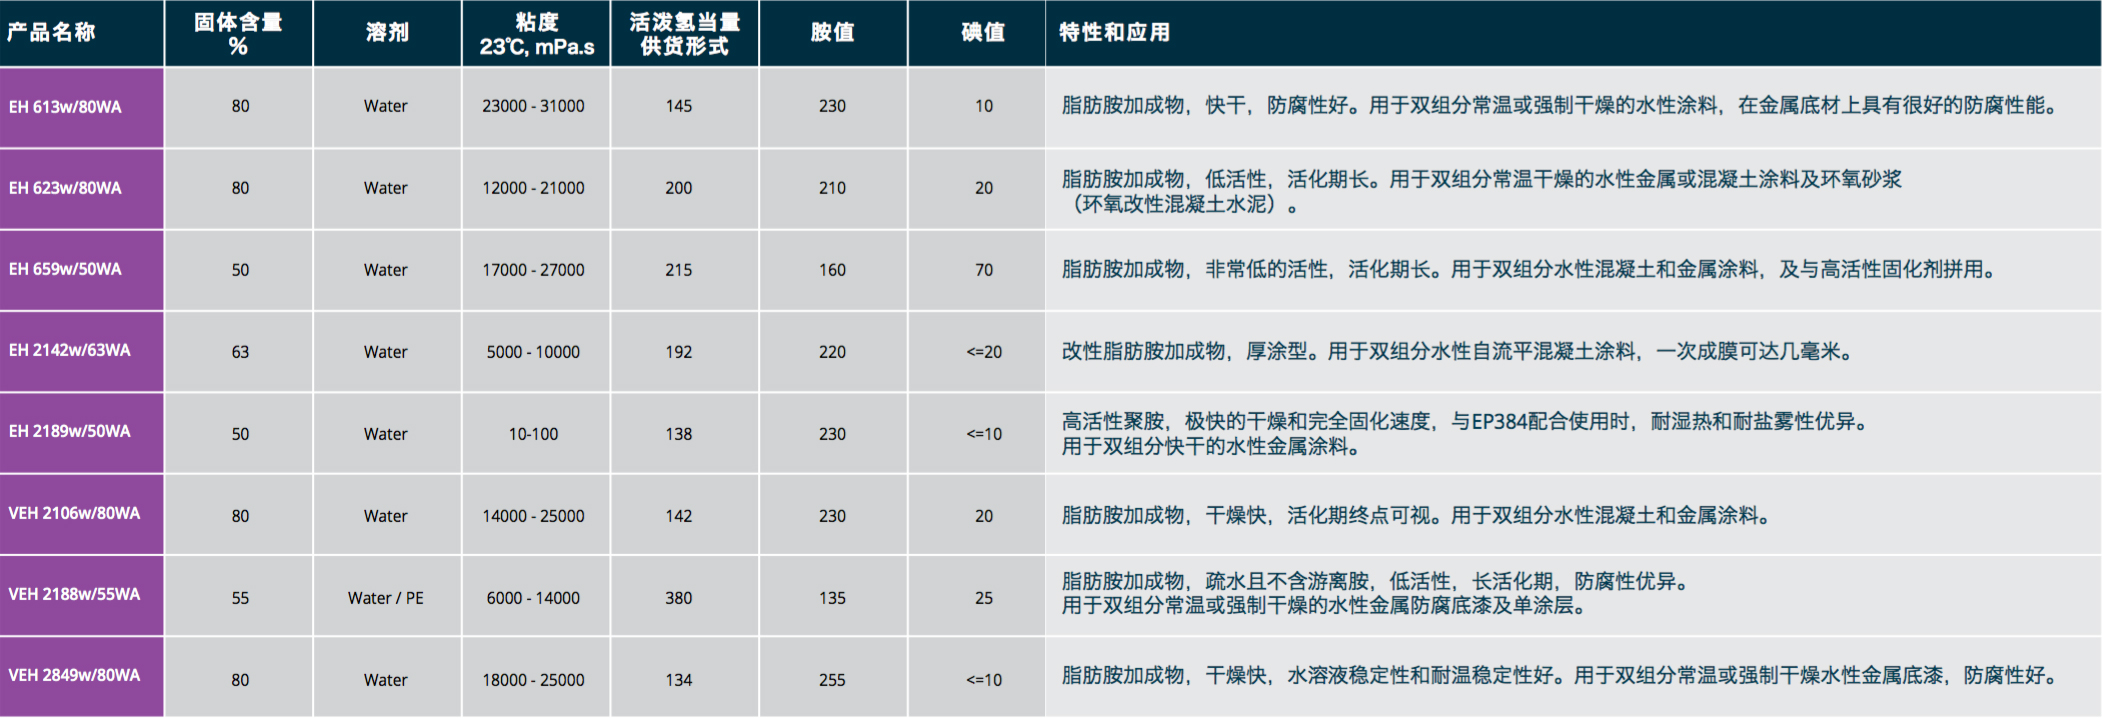 产品名称 固体含量 % 溶剂 粘度 23℃, mPa.s 活泼氢当量 供货形式 胺值 碘值 特性和应用
EH 613w/80WA 80 Water 23000 - 31000 145 230 10 脂肪胺加成物，快干，防腐性好。用于双组分常温或强制干燥的水性涂料，在金属底材上具有很好的防腐性能。
EH 623w/80WA 80 Water 12000 - 21000 200 210 20 脂肪胺加成物，低活性，活化期长。用于双组分常温干燥的水性金属或混凝土涂料及环氧砂浆
（环氧改性混凝土水泥）。
EH 659w/50WA 50 Water 17000 - 27000 215 160 70 脂肪胺加成物，非常低的活性，活化期长。用于双组分水性混凝土和金属涂料，及与高活性固化剂拼用。
EH 2142w/63WA 63 Water 5000 - 10000 192 220 <=20 改性脂肪胺加成物，厚涂型。用于双组分水性自流平混凝土涂料，一次成膜可达几毫米。
EH 2189w/50WA 50 Water 10-100 138 230 <=10 高活性聚胺，极快的干燥和完全固化速度，与EP384配合使用时，耐湿热和耐盐雾性优异。
用于双组分快干的水性金属涂料。
VEH 2106w/80WA 80 Water 14000 - 25000 142 230 20 脂肪胺加成物，干燥快，活化期终点可视。用于双组分水性混凝土和金属涂料。
VEH 2188w/55WA 55 Water / PE 6000 - 14000 380 135 25 脂肪胺加成物，疏水且不含游离胺，低活性，长活化期，防腐性优异。
用于双组分常温或强制干燥的水性金属防腐底漆及单涂层。
VEH 2849w/80WA 80 Water 18000 - 25000 134 255 <=10 脂肪胺加成物，干燥快，水溶液稳定性和耐温稳定性好。用于双组分常温或强制干燥水性金属底漆，防腐性好。